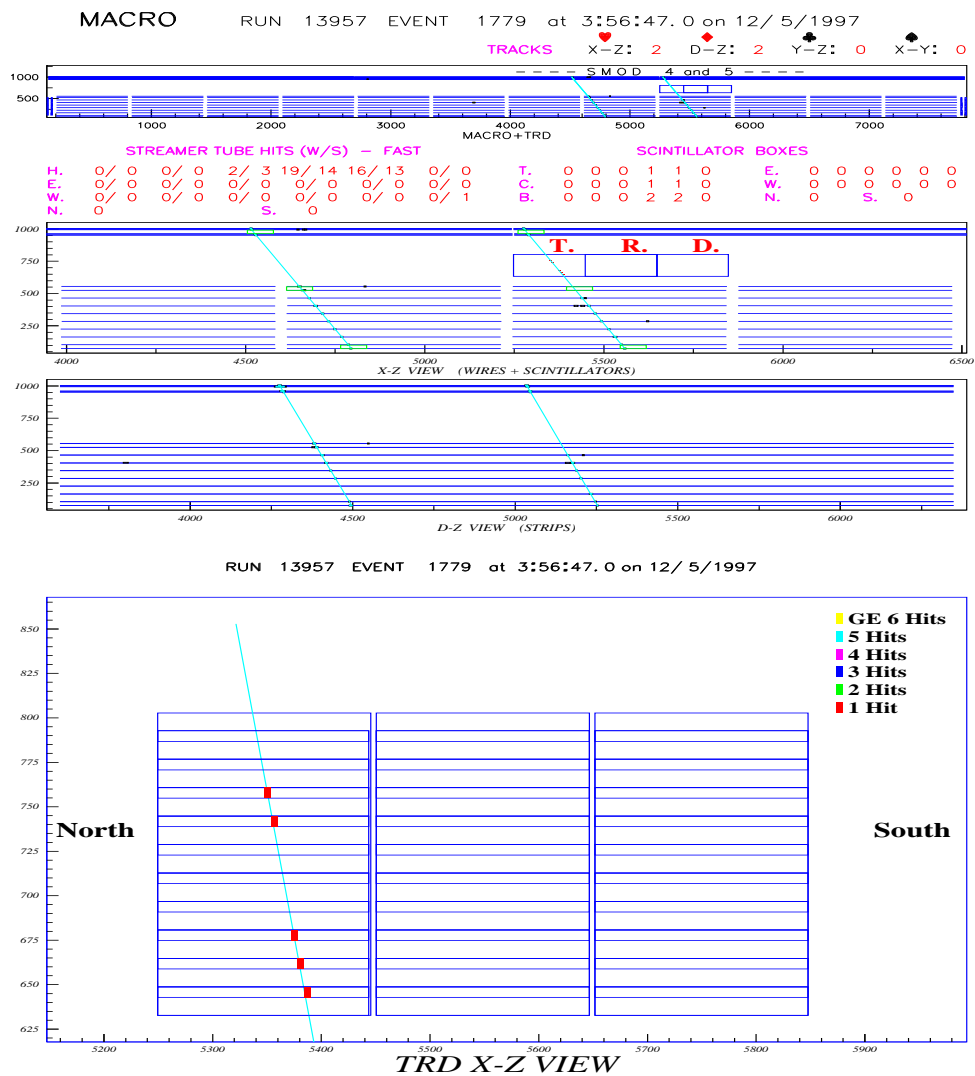 MACRO RUN 13957 EVENT 1779 at 3:56:47.0 on 12/ 5/1997
TRACKS X-Z: 2 D-Z: 2 Y-Z: 0 X-Y: 0
---- SMOD 4 and 5 ----
1000
500
1000 2000 3000 4000 5000 6000 7000
MACRO+TRD
STREAMER TUBE HITS (W/S) - FAST SCINTILLATOR BOXES
H. 0/ 0 0/ 0 2/ 3 19/ 14 16/ 13 0/ 0 T. 0 0 0 1 1 0 E. 0 0 0 0 0 0
E. 0/ 0 0/ 0 0/ 0 0/ 0 0/ 0 0/ 0 C. 0 0 0 1 1 0 W. 0 0 0 0 0 0
W. 0/ 0 0/ 0 0/ 0 0/ 0 0/ 0 0/ 1 B. 0 0 0 2 2 0 N. 0 S. 0
N. 0 S. 0
1000
750
500
250
T. R. D.
4000 4500 5000 5500 6000 6500
X-Z VIEW (WIRES + SCINTILLATORS)
1000
750
500
250
4000 4500 5000 5500 6000
D-Z VIEW (STRIPS)
RUN 13957 EVENT 1779 at 3:56:47.0 on 12/ 5/1997
850
825
800
775
750
725
700
675
650
625
GE 6 Hits
5 Hits
4 Hits
3 Hits
2 Hits
1 Hit
North South
5200 5300 5400 5500 5600 5700 5800 5900
TRD X-Z VIEW